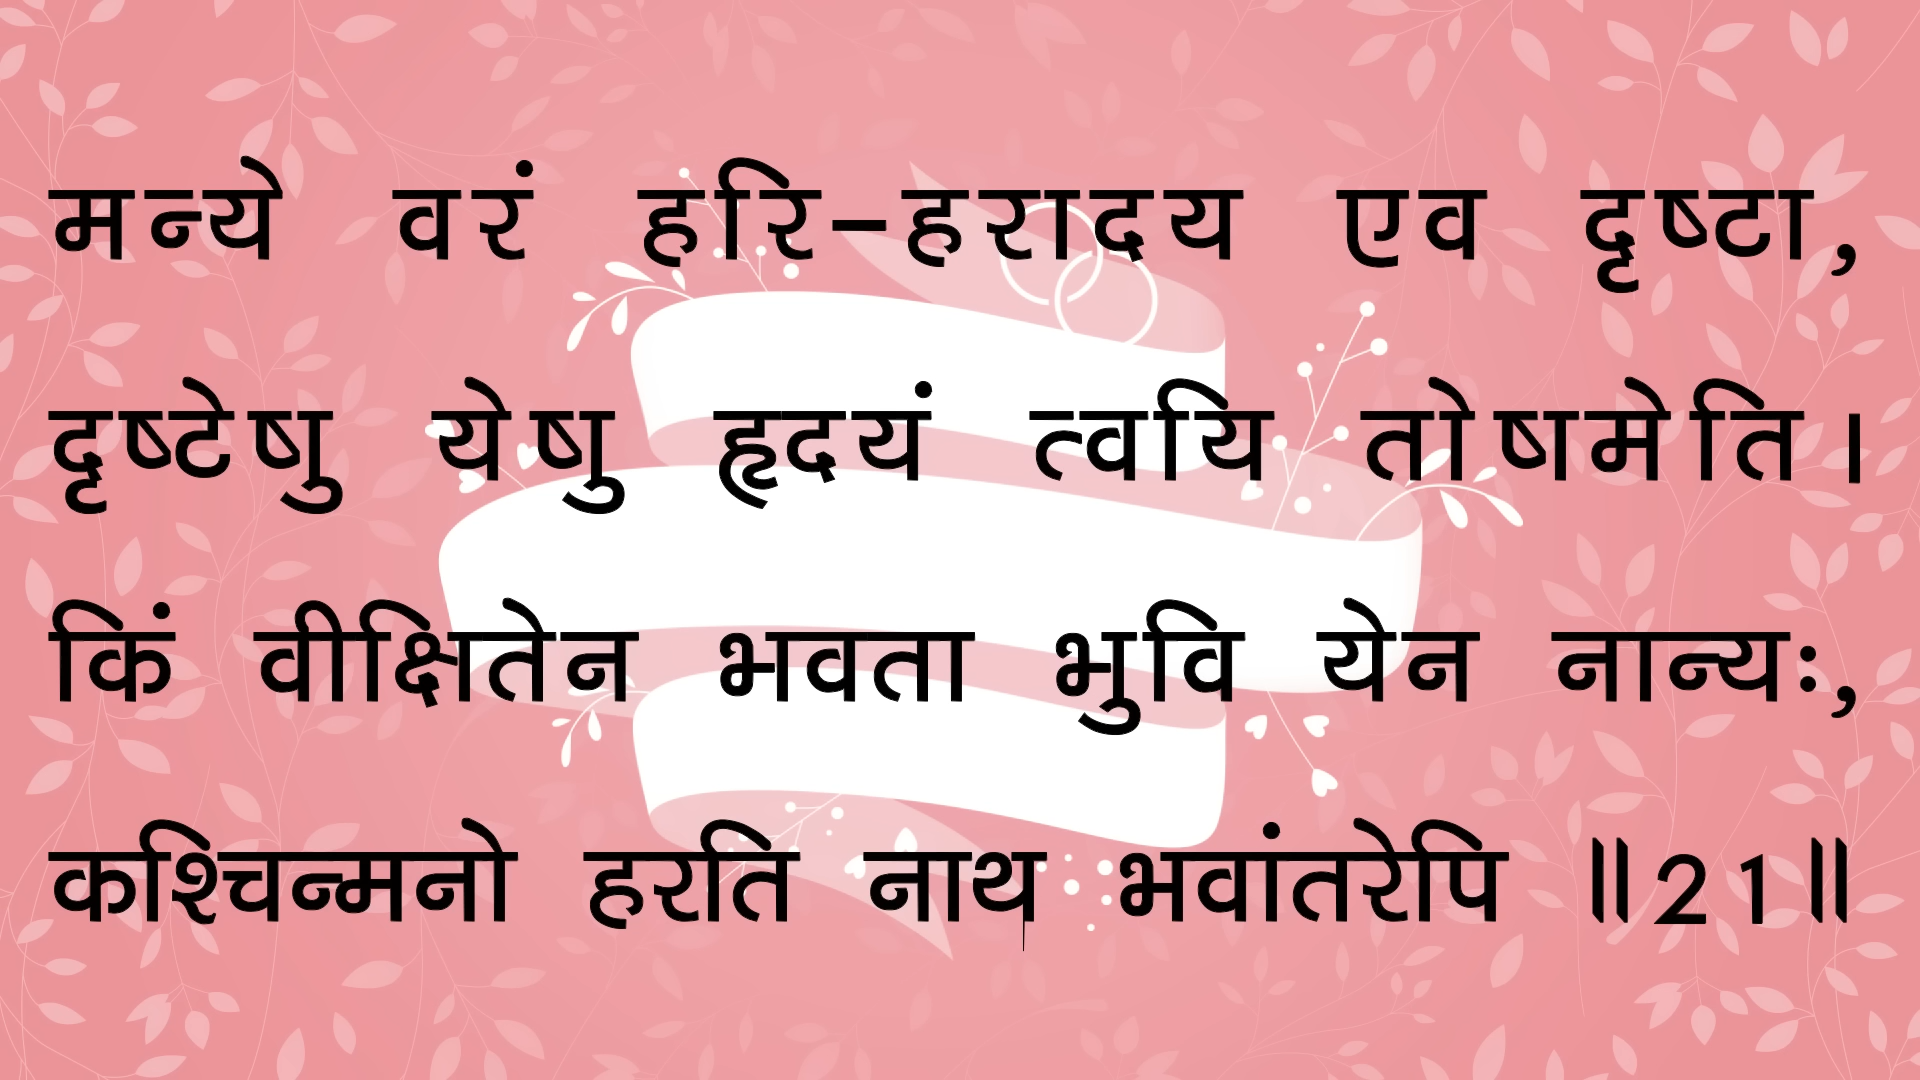 मन्ये वरं हरि-हरादय एव दृष्टा,
दृष्टेषु येषु हृदयं त्वयि तोषमेति।
किं वीक्षितेन भवता भुवि येन नान्यः,
कश्चिन्मनो हरति नाथ भवांतरेपि ॥21॥